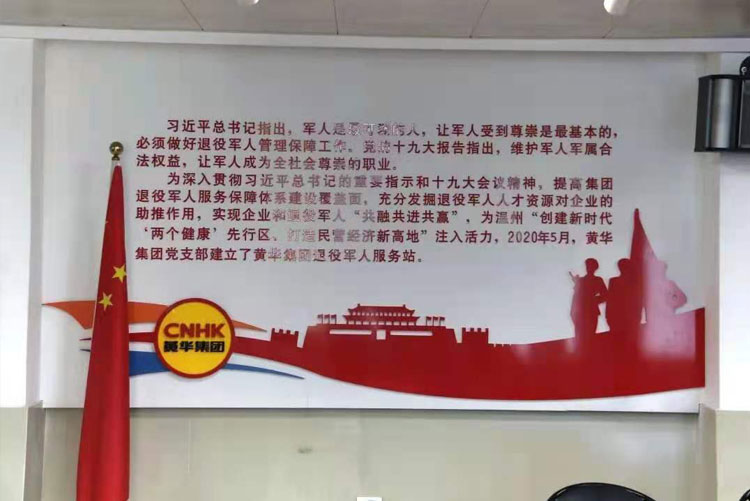 习近平总书记指出，军人是最可爱的人，让军人受到尊崇是最基本的，
必须做好退役军人管理保障工作。党的十九大报告指出，维护军人军属合
法权益，让军人成为全社会尊崇的职业。
为深入贯彻习近平总书记的重要指示和十九大会议精神，提高集团
退役军人服务保障体系建设覆盖面，充分发掘退役军人人才资源对企业的
助推作用，实现企业和退役军人“共融共进共赢”，为温州“创建新时代
‘两个健康’先行区，打造民营经济新高地”注入活力，2020年5月，黄华
集团党支部建立了黄华集团退役军人服务站。
CNHK
黄华集团